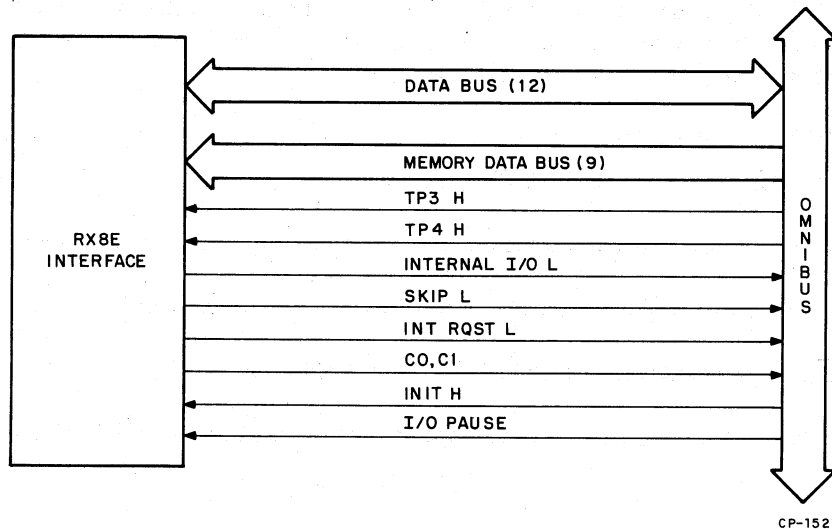 DATA BUS (12)
MEMORY DATA BUS (9)
TP3 H
TP4 H
RX8E
INTERFACE
INTERNAL I/O L
SKIP L
INT RQST L
C0,C1
INIT H
I/O PAUSE
OMNIBUS
CP-152